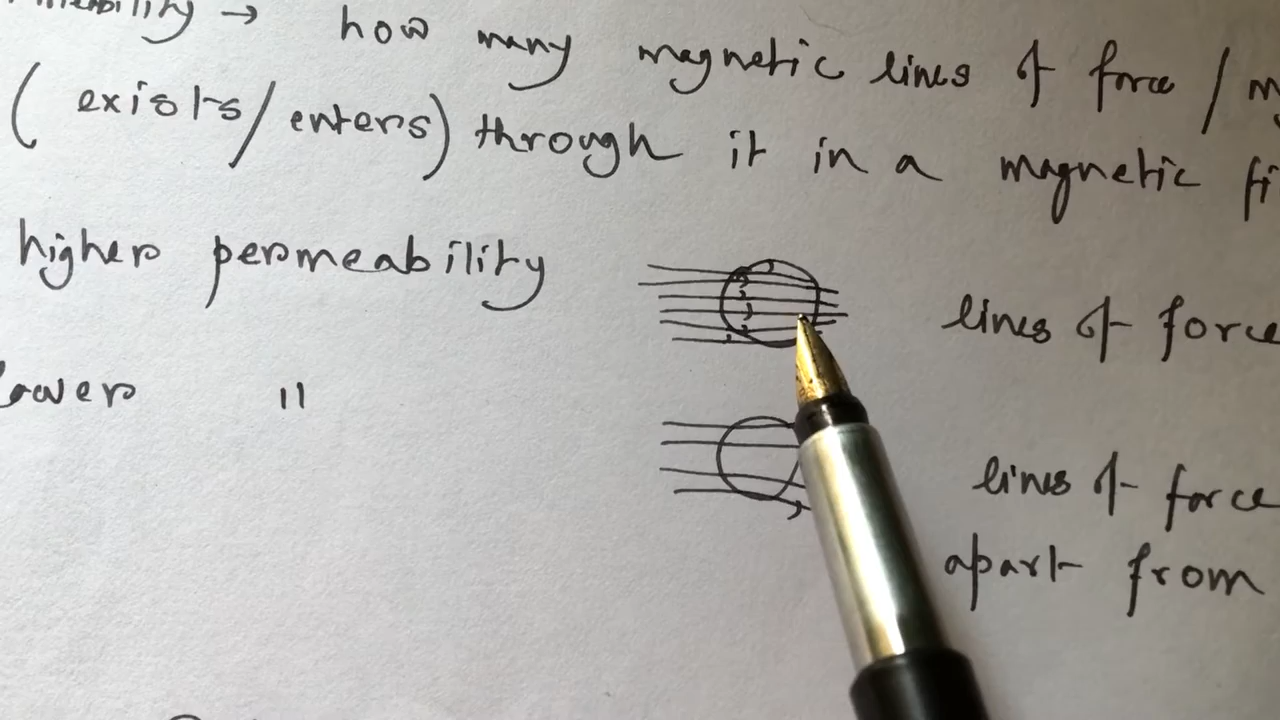 → how many magnetic lines of force /
(exists/enters) through it in a magnetic
higher permeability lines of force
Lower " lines of force
apart from